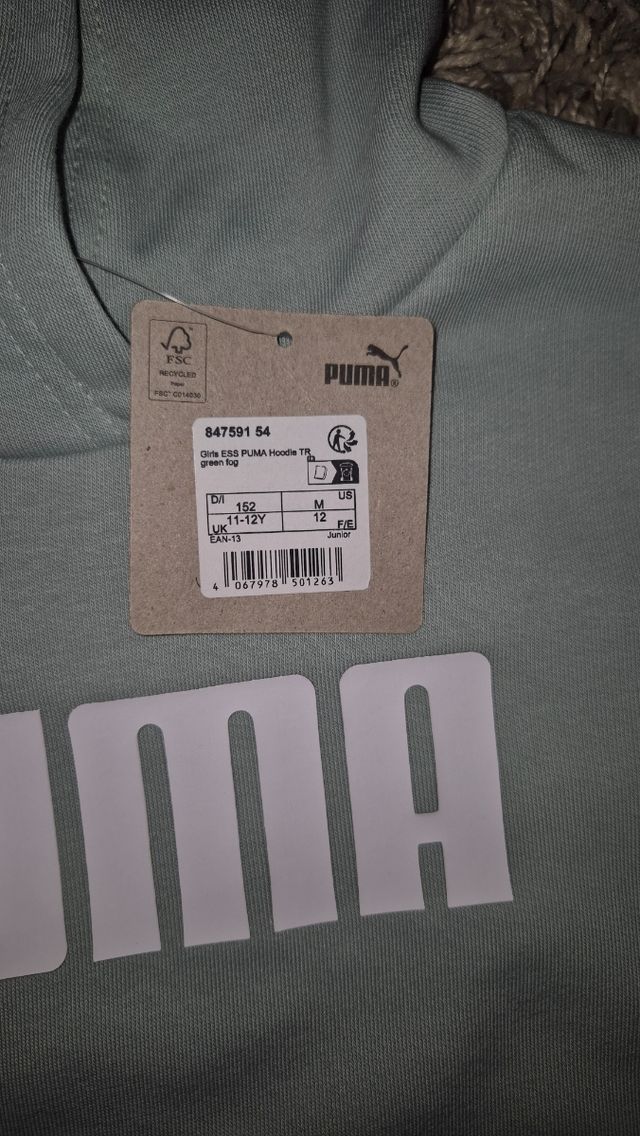 FSC
RECYCLED
Paper
FSC® C014030
PUMA®
847591 54
Girls ESS PUMA Hoodie TR
green fog
D/I 152 M US
UK 11-12Y 12 F/E
EAN-13 Junior
4 067978 501263
UMA